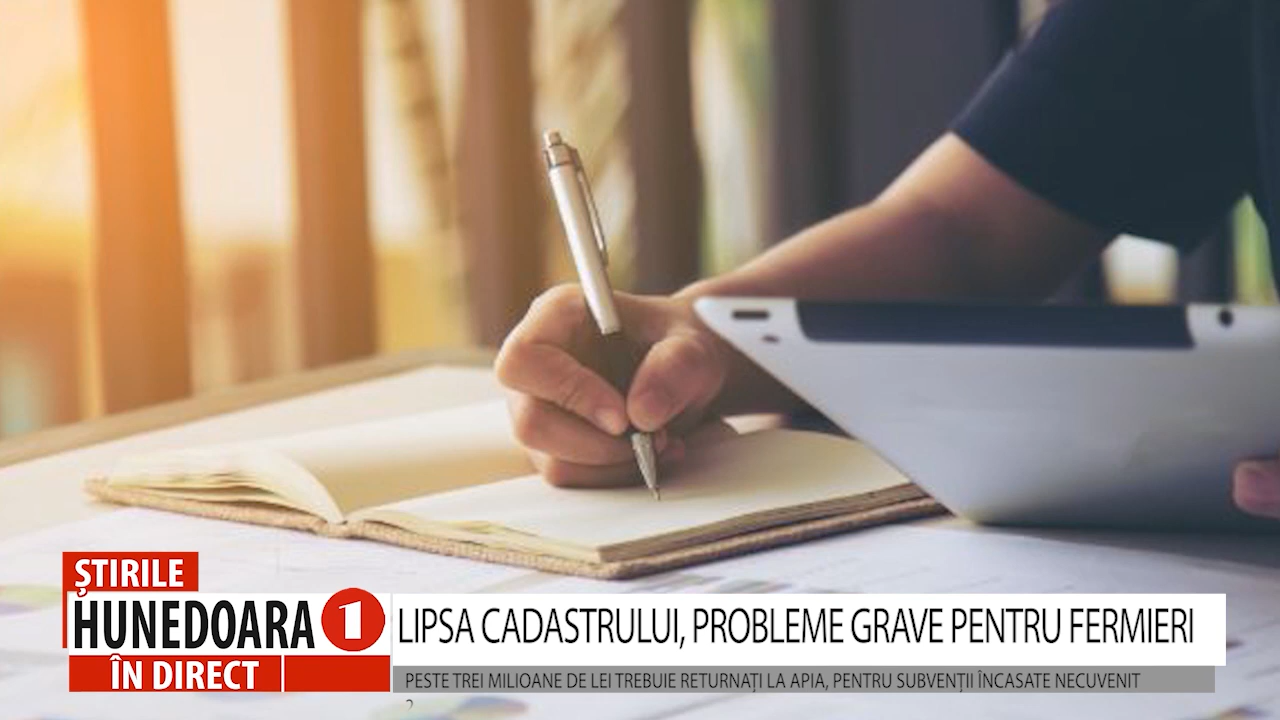 ȘTIRILE
HUNEDOARA 1
ÎN DIRECT
LIPSA CADASTRULUI, PROBLEME GRAVE PENTRU FERMIERI
PESTE TREI MILIOANE DE LEI TREBUIE RETURNAȚI LA APIA, PENTRU SUBVENȚII ÎNCASATE NECUVENIT